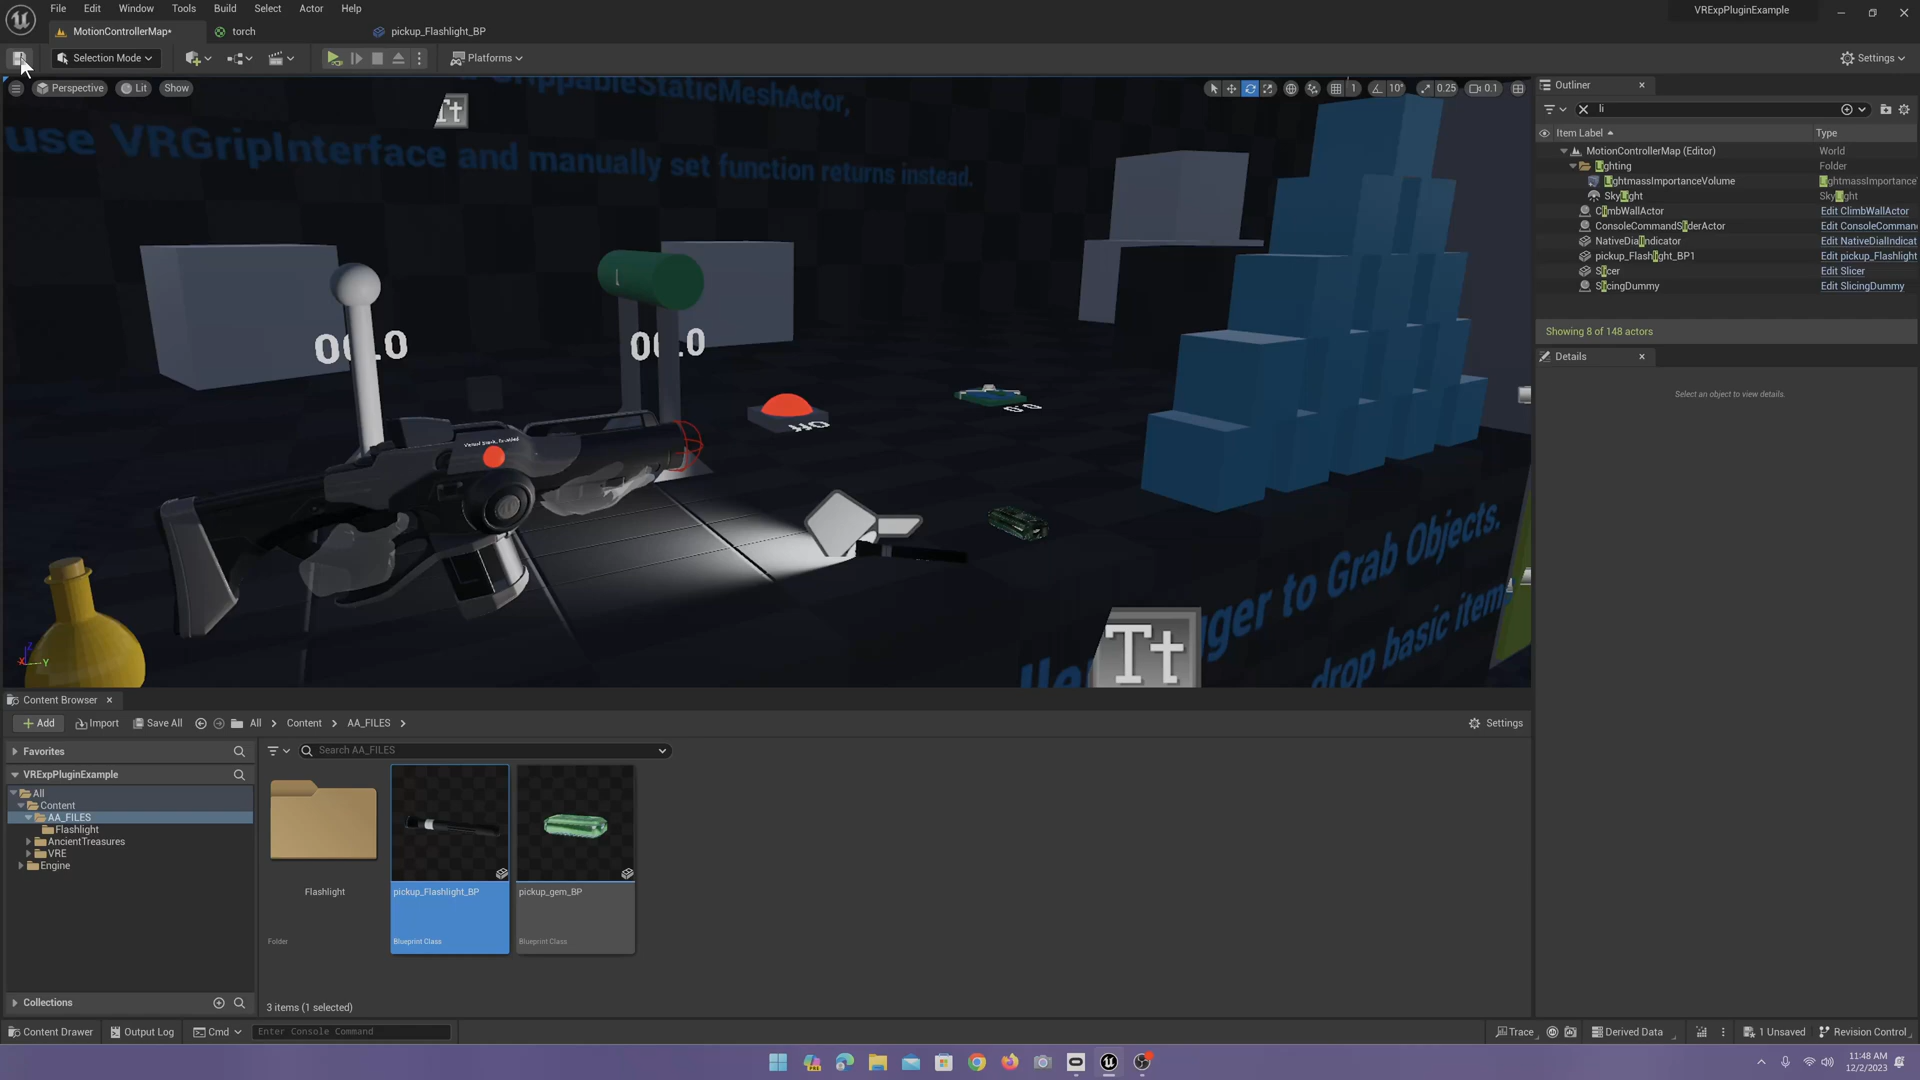 File Edit Window Tools Build Select Actor Help
VRExpPluginExample
MotionControllerMap*
torch
pickup_Flashlight_BP
Selection Mode
Platforms
Settings
Perspective
Lit
Show
1
10°
0.25
0.1
GrippableStaticMeshActor,
use VRGripInterface and manually set function returns instead.
Tt
L
Tt
to Grab Objects.
drop basic items
Outliner
li
Item Label
Type
MotionControllerMap (Editor)
World
Lighting
Folder
LightmassImportanceVolume
LightmassImportance
SkyLight
SkyLight
ClimbWallActor
Edit ClimbWallActor
ConsoleCommandSliderActor
Edit ConsoleComman
NativeDialIndicator
Edit NativeDialIndicat
pickup_Flashlight_BP1
Edit pickup_Flashlight
Slicer
Edit Slicer
SlicingDummy
Edit SlicingDummy
Showing 8 of 148 actors
Details
Select an object to view details.
Content Browser
Add
Import
Save All
All
Content
AA_FILES
Settings
Favorites
Search AA_FILES
VRExpPluginExample
All
Content
AA_FILES
Flashlight
AncientTreasures
VRE
Engine
Flashlight
Folder
pickup_Flashlight_BP
Blueprint Class
pickup_gem_BP
Blueprint Class
Collections
3 items (1 selected)
Content Drawer
Output Log
Cmd
Enter Console Command
Trace
Derived Data
1 Unsaved
Revision Control
11:48 AM
12/2/2023